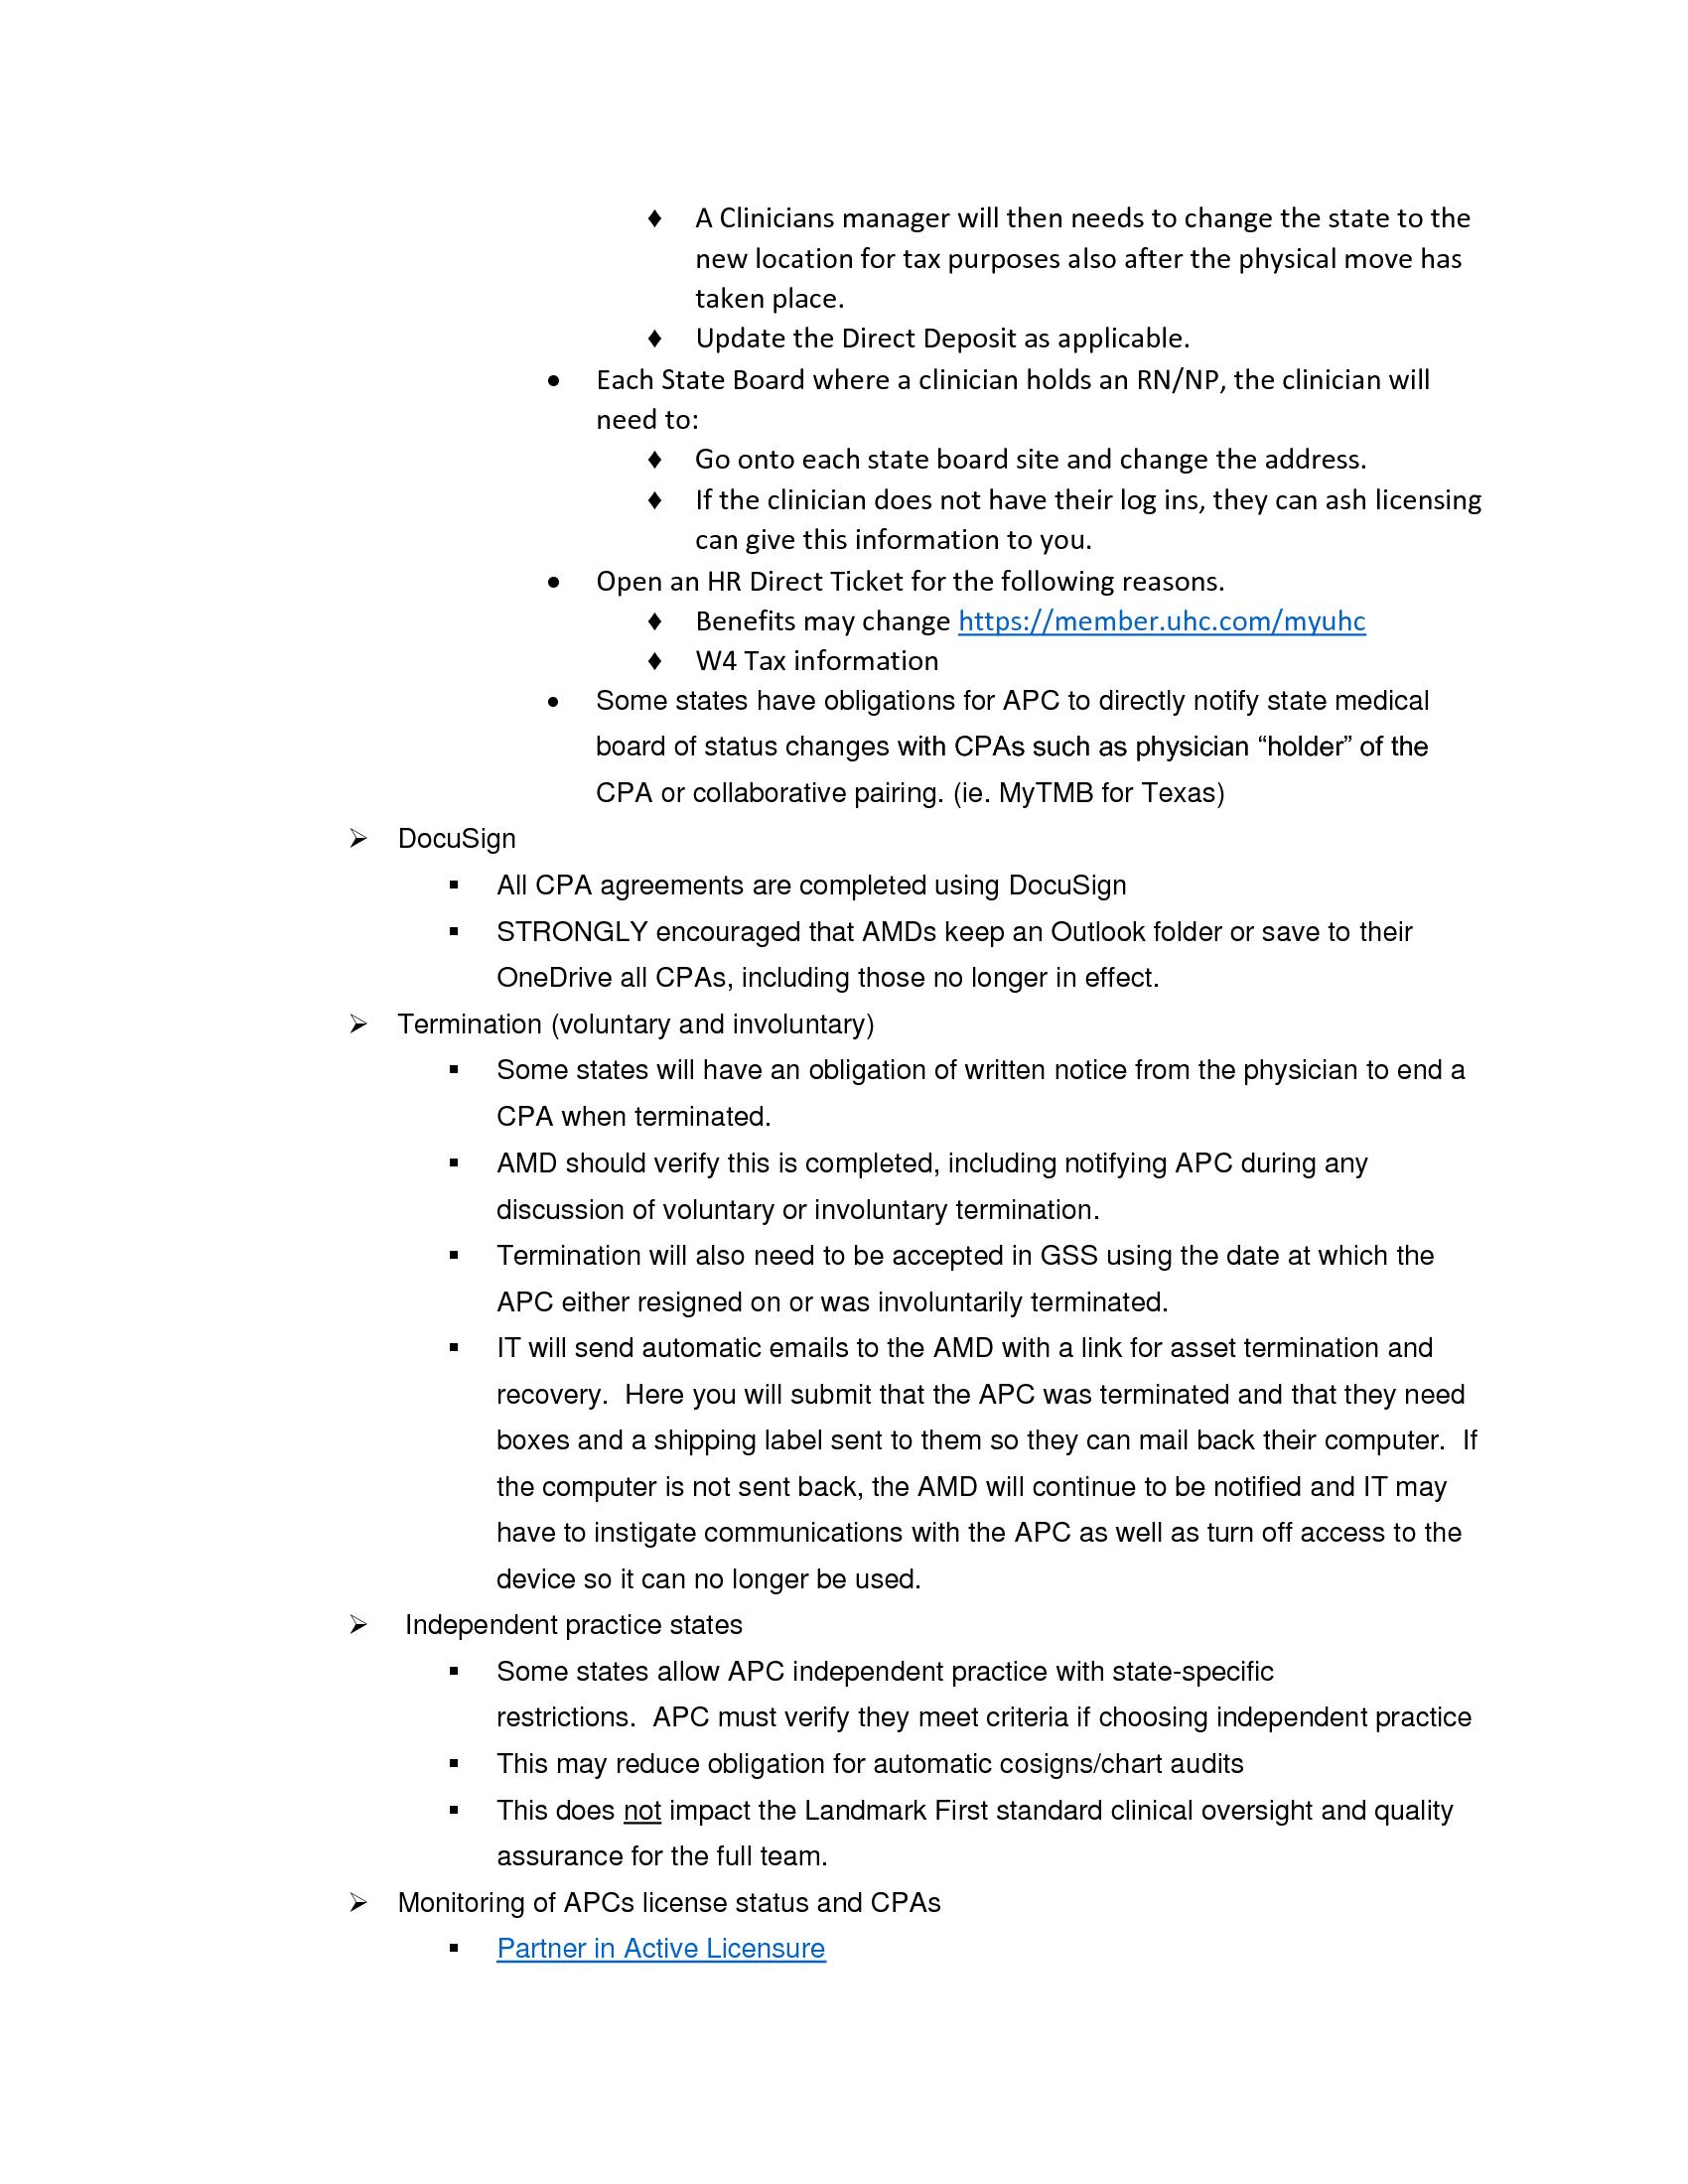 ♦ A Clinicians manager will then needs to change the state to the
new location for tax purposes also after the physical move has
taken place.
♦ Update the Direct Deposit as applicable.
• Each State Board where a clinician holds an RN/NP, the clinician will
need to:
♦ Go onto each state board site and change the address.
♦ If the clinician does not have their log ins, they can ash licensing
can give this information to you.
• Open an HR Direct Ticket for the following reasons.
♦ Benefits may change https://member.uhc.com/myuhc
♦ W4 Tax information
• Some states have obligations for APC to directly notify state medical
board of status changes with CPAs such as physician “holder” of the
CPA or collaborative pairing. (ie. MyTMB for Texas)
➢ DocuSign
▪ All CPA agreements are completed using DocuSign
▪ STRONGLY encouraged that AMDs keep an Outlook folder or save to their
OneDrive all CPAs, including those no longer in effect.
➢ Termination (voluntary and involuntary)
▪ Some states will have an obligation of written notice from the physician to end a
CPA when terminated.
▪ AMD should verify this is completed, including notifying APC during any
discussion of voluntary or involuntary termination.
▪ Termination will also need to be accepted in GSS using the date at which the
APC either resigned on or was involuntarily terminated.
▪ IT will send automatic emails to the AMD with a link for asset termination and
recovery.  Here you will submit that the APC was terminated and that they need
boxes and a shipping label sent to them so they can mail back their computer.  If
the computer is not sent back, the AMD will continue to be notified and IT may
have to instigate communications with the APC as well as turn off access to the
device so it can no longer be used.
➢ Independent practice states
▪ Some states allow APC independent practice with state-specific
restrictions.  APC must verify they meet criteria if choosing independent practice
▪ This may reduce obligation for automatic cosigns/chart audits
▪ This does not impact the Landmark First standard clinical oversight and quality
assurance for the full team.
➢ Monitoring of APCs license status and CPAs
▪ Partner in Active Licensure